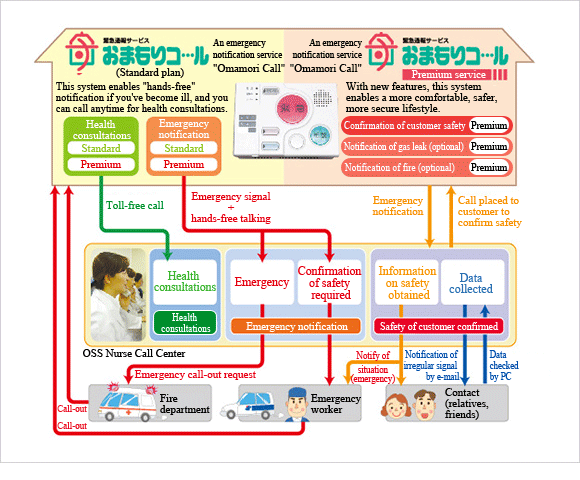 緊急通報サービス
おまもりコール
(Standard plan)
An emergency
notification service
"Omamori Call"
This system enables "hands-free"
notification if you've become ill, and you
can call anytime for health consultations.
Health
consultations
Standard
Premium
Emergency
notification
Standard
Premium
An emergency
notification service
"Omamori Call"
緊急通報サービス
おまもりコール
Premium service
With new features, this system
enables a more comfortable, safer,
more secure lifestyle.
Confirmation of customer safety Premium
Notification of gas leak (optional) Premium
Notification of fire (optional) Premium
Toll-free call
Emergency signal
+
hands-free talking
Emergency
notification
Call placed to
customer to
confirm safety
Health
consultations
Health
consultations
Emergency
Confirmation
of safety
required
Emergency notification
Information
on safety
obtained
Data
collected
Safety of customer confirmed
OSS Nurse Call Center
Emergency call-out request
Notify of
situation
(emergency)
Notification of
irregular signal
by e-mail
Data
checked
by PC
Call-out
Call-out
Fire
department
Emergency
worker
Contact
(relatives,
friends)